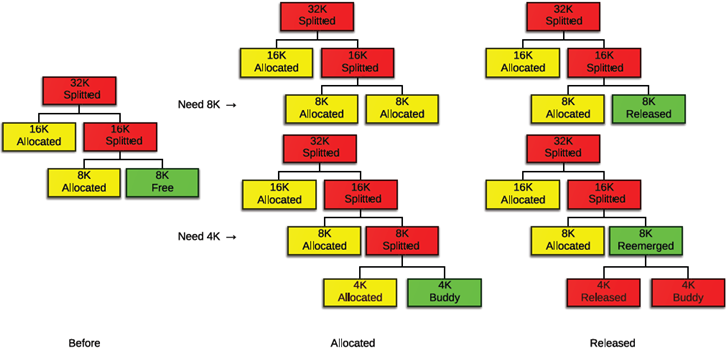 32K
Splitted
16K
Allocated
16K
Splitted
8K
Allocated
8K
Free
Before
Need 8K →
32K
Splitted
16K
Allocated
16K
Splitted
8K
Allocated
8K
Allocated
Need 4K →
32K
Splitted
16K
Allocated
16K
Splitted
8K
Allocated
8K
Splitted
4K
Allocated
4K
Buddy
Allocated
32K
Splitted
16K
Allocated
16K
Splitted
8K
Allocated
8K
Released
32K
Splitted
16K
Allocated
16K
Splitted
8K
Allocated
8K
Reemerged
4K
Released
4K
Buddy
Released